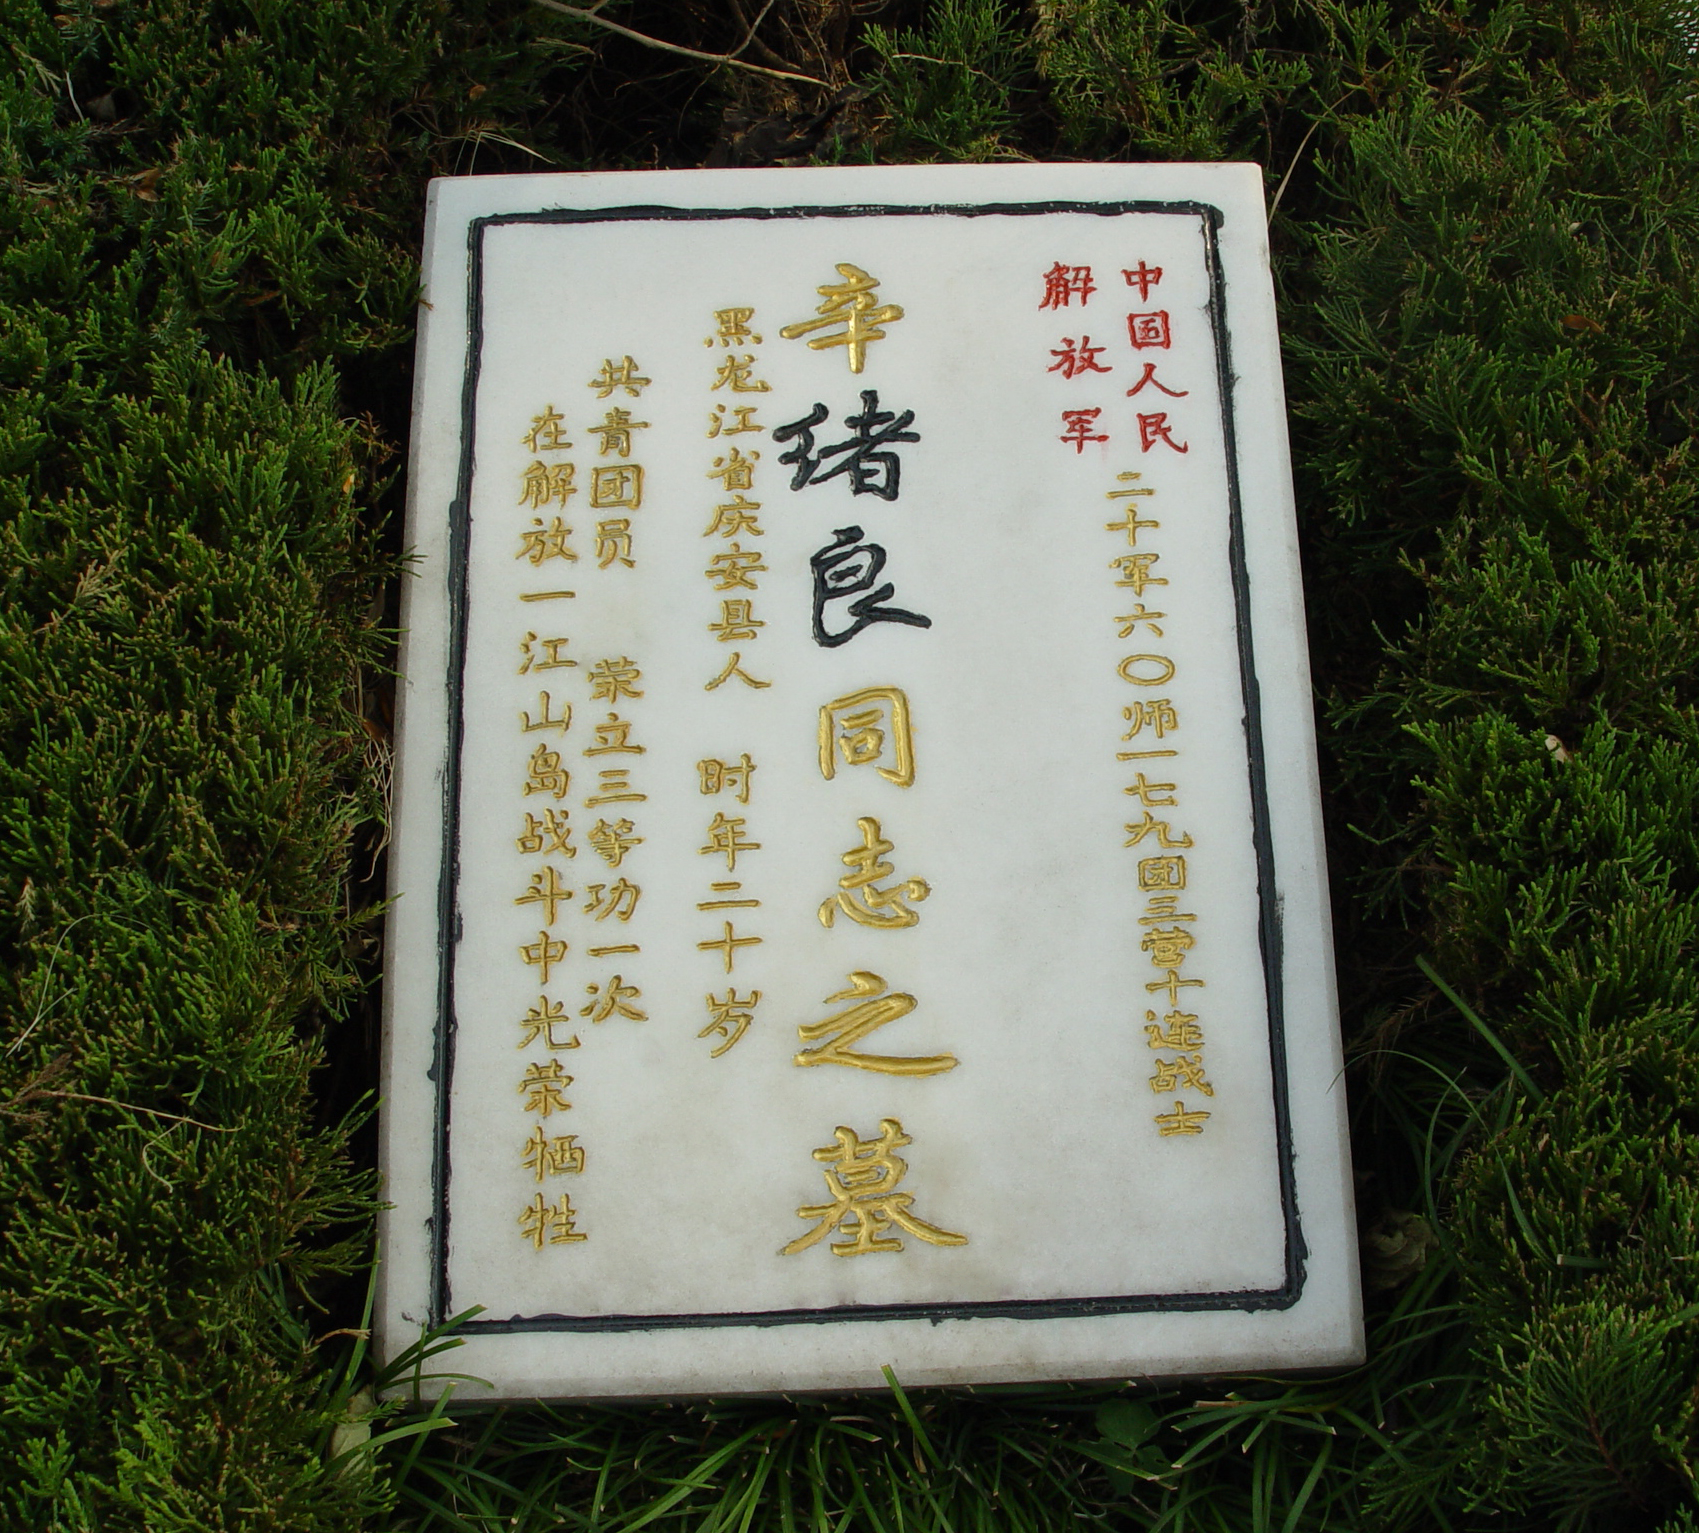 中国人民
解放军
二十军六〇师一七九团三营十连战士
辛绪良同志之墓
黑龙江省庆安县人 时年二十岁
共青团员 荣立三等功一次
在解放一江山岛战斗中光荣牺牲